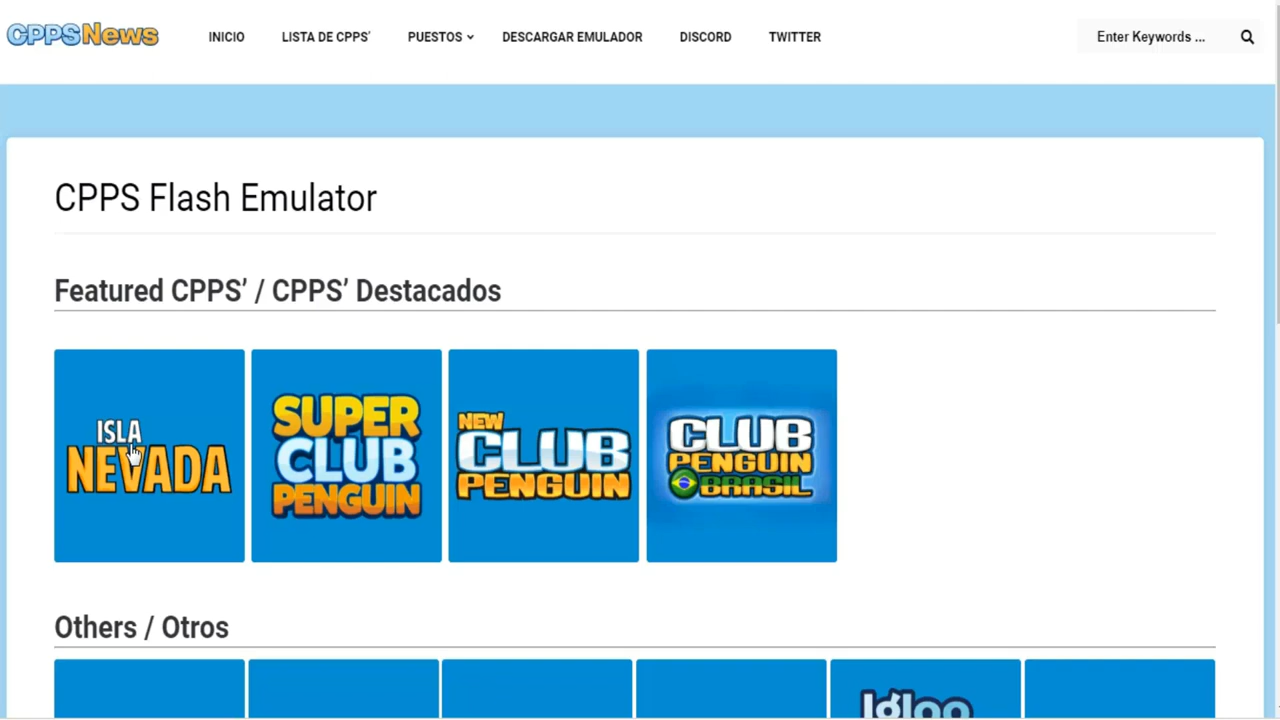 CPPSNews
INICIO
LISTA DE CPPS'
PUESTOS
DESCARGAR EMULADOR
DISCORD
TWITTER
Enter Keywords ...
CPPS Flash Emulator
Featured CPPS' / CPPS' Destacados
ISLA
NEVADA
SUPER
CLUB
PENGUIN
NEW
CLUB
PENGUIN
CLUB
PENGUIN
BRASIL
Others / Otros
Igloo